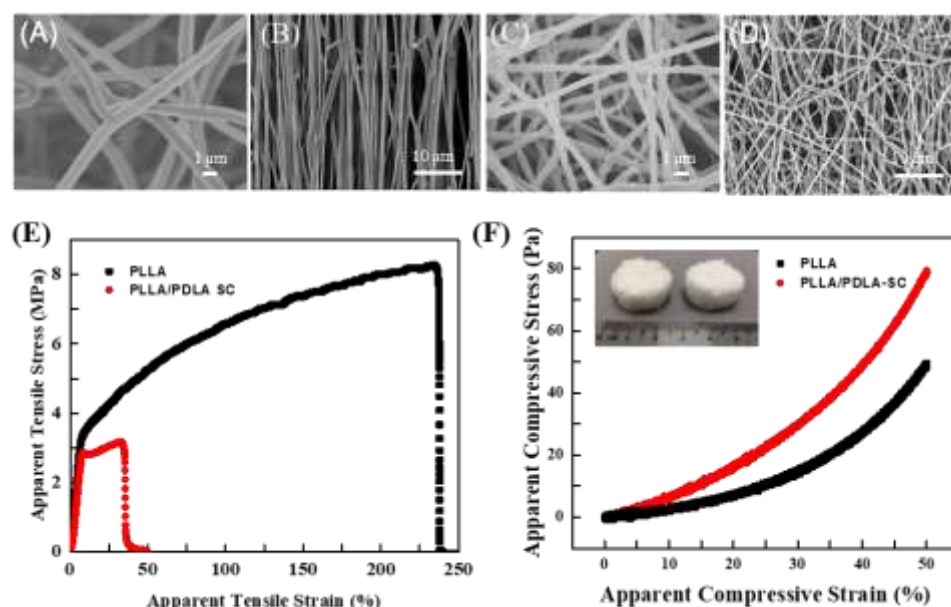 (A)
(B)
(C)
(D)
1 μm
10 μm
1 μm
(E)
PLLA
PLLA/PDLA SC
Apparent Tensile Stress (MPa)
8
6
4
2
0
0 50 100 150 200 250
Apparent Tensile Strain (%)
(F)
PLLA
PLLA/PDLA-SC
Apparent Compressive Stress (Pa)
80
60
40
20
0
0 10 20 30 40 50
Apparent Compressive Strain (%)